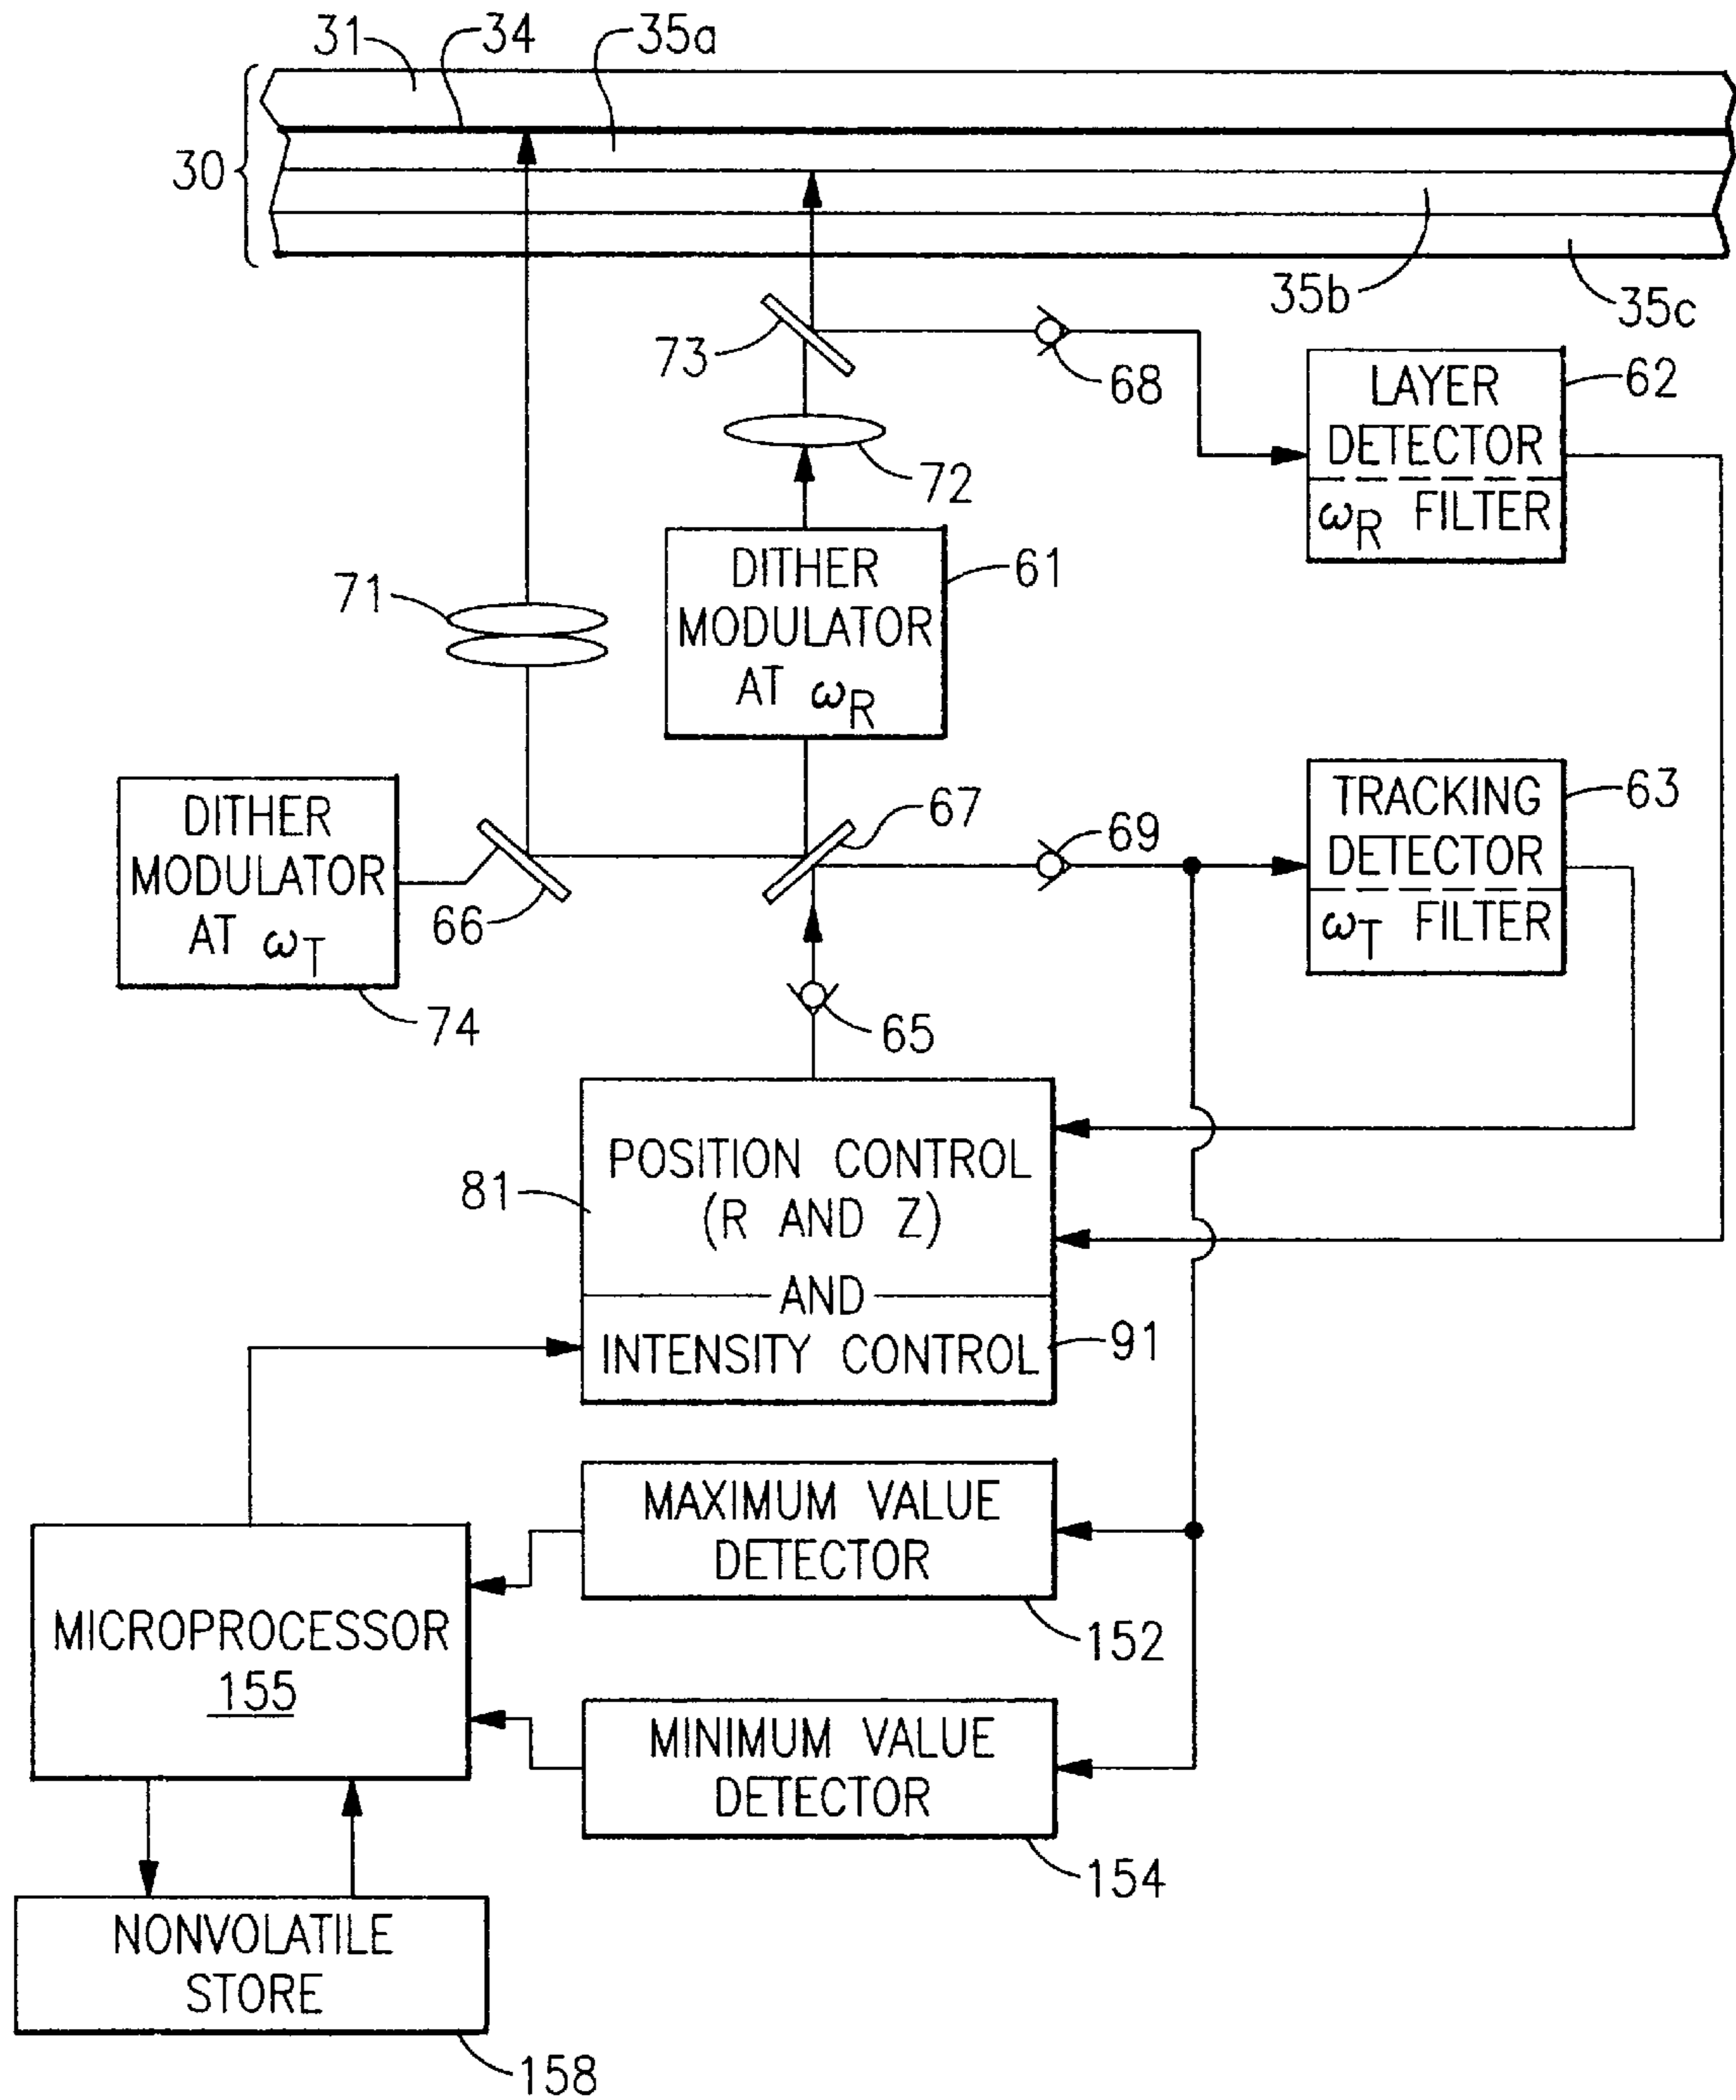 31
34
35a
30
35b
35c
73
68
LAYER
DETECTOR
ωR FILTER
62
72
DITHER
MODULATOR
AT ωR
61
71
DITHER
MODULATOR
AT ωT
74
66
67
69
TRACKING
DETECTOR
ωT FILTER
63
65
81
POSITION CONTROL
(R AND Z)
AND
INTENSITY CONTROL
91
MAXIMUM VALUE
DETECTOR
152
MICROPROCESSOR
155
MINIMUM VALUE
DETECTOR
154
NONVOLATILE
STORE
158